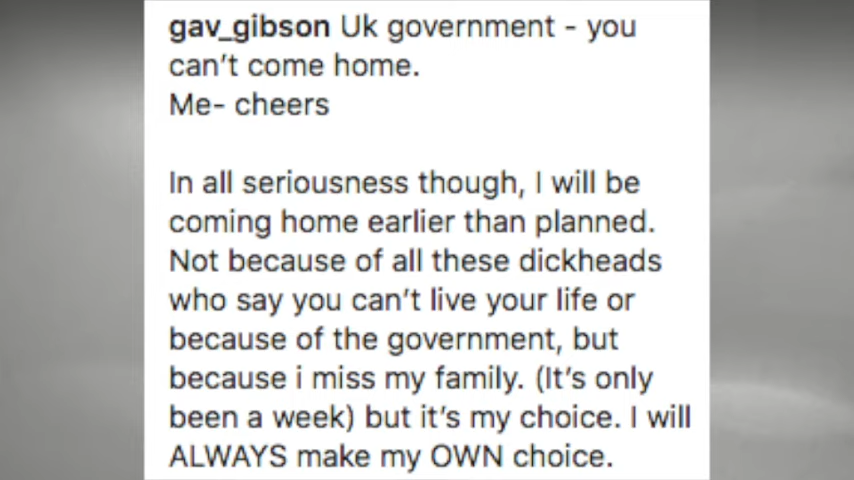 gav_gibson Uk government - you
can't come home.
Me- cheers
In all seriousness though, I will be
coming home earlier than planned.
Not because of all these dickheads
who say you can't live your life or
because of the government, but
because i miss my family. (It's only
been a week) but it's my choice. I will
ALWAYS make my OWN choice.